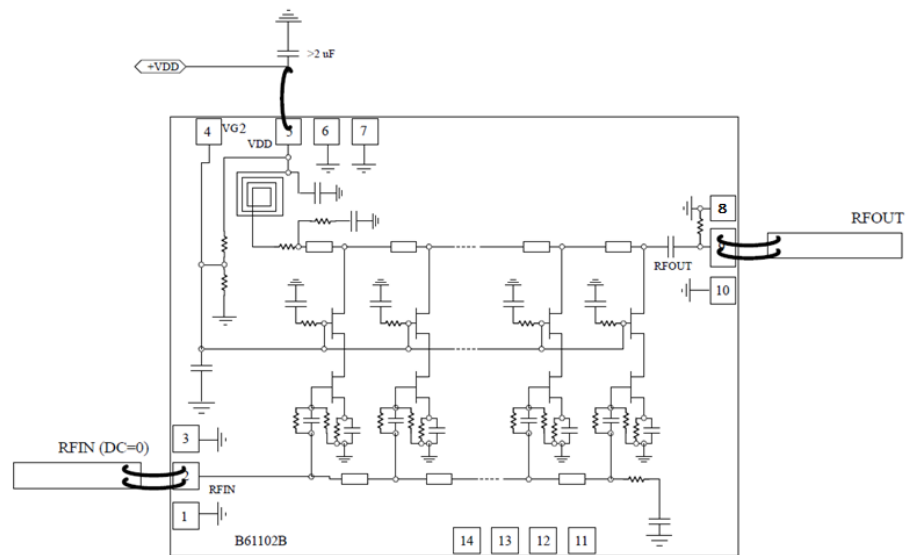 >2 uF
+VDD
4
VG2
5
6
7
VDD
8
RFOUT
RFOUT
10
3
RFIN (DC=0)
2
RFIN
1
B61102B
14
13
12
11